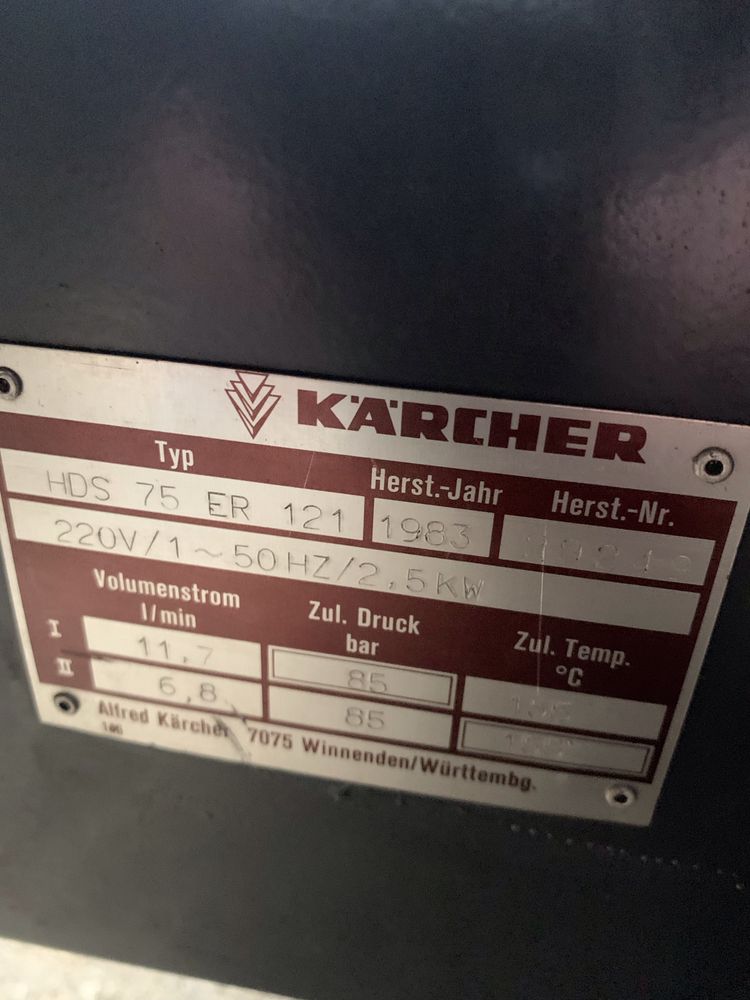 KÄRCHER
Typ Herst.-Jahr Herst.-Nr.
HDS 75 ER 121 1983
220V/1~50HZ/2,5KW
Volumenstrom l/min Zul. Druck bar Zul. Temp. °C
I 11,7 85
II 6,8 85
Alfred Kärcher 7075 Winnenden/Württembg.